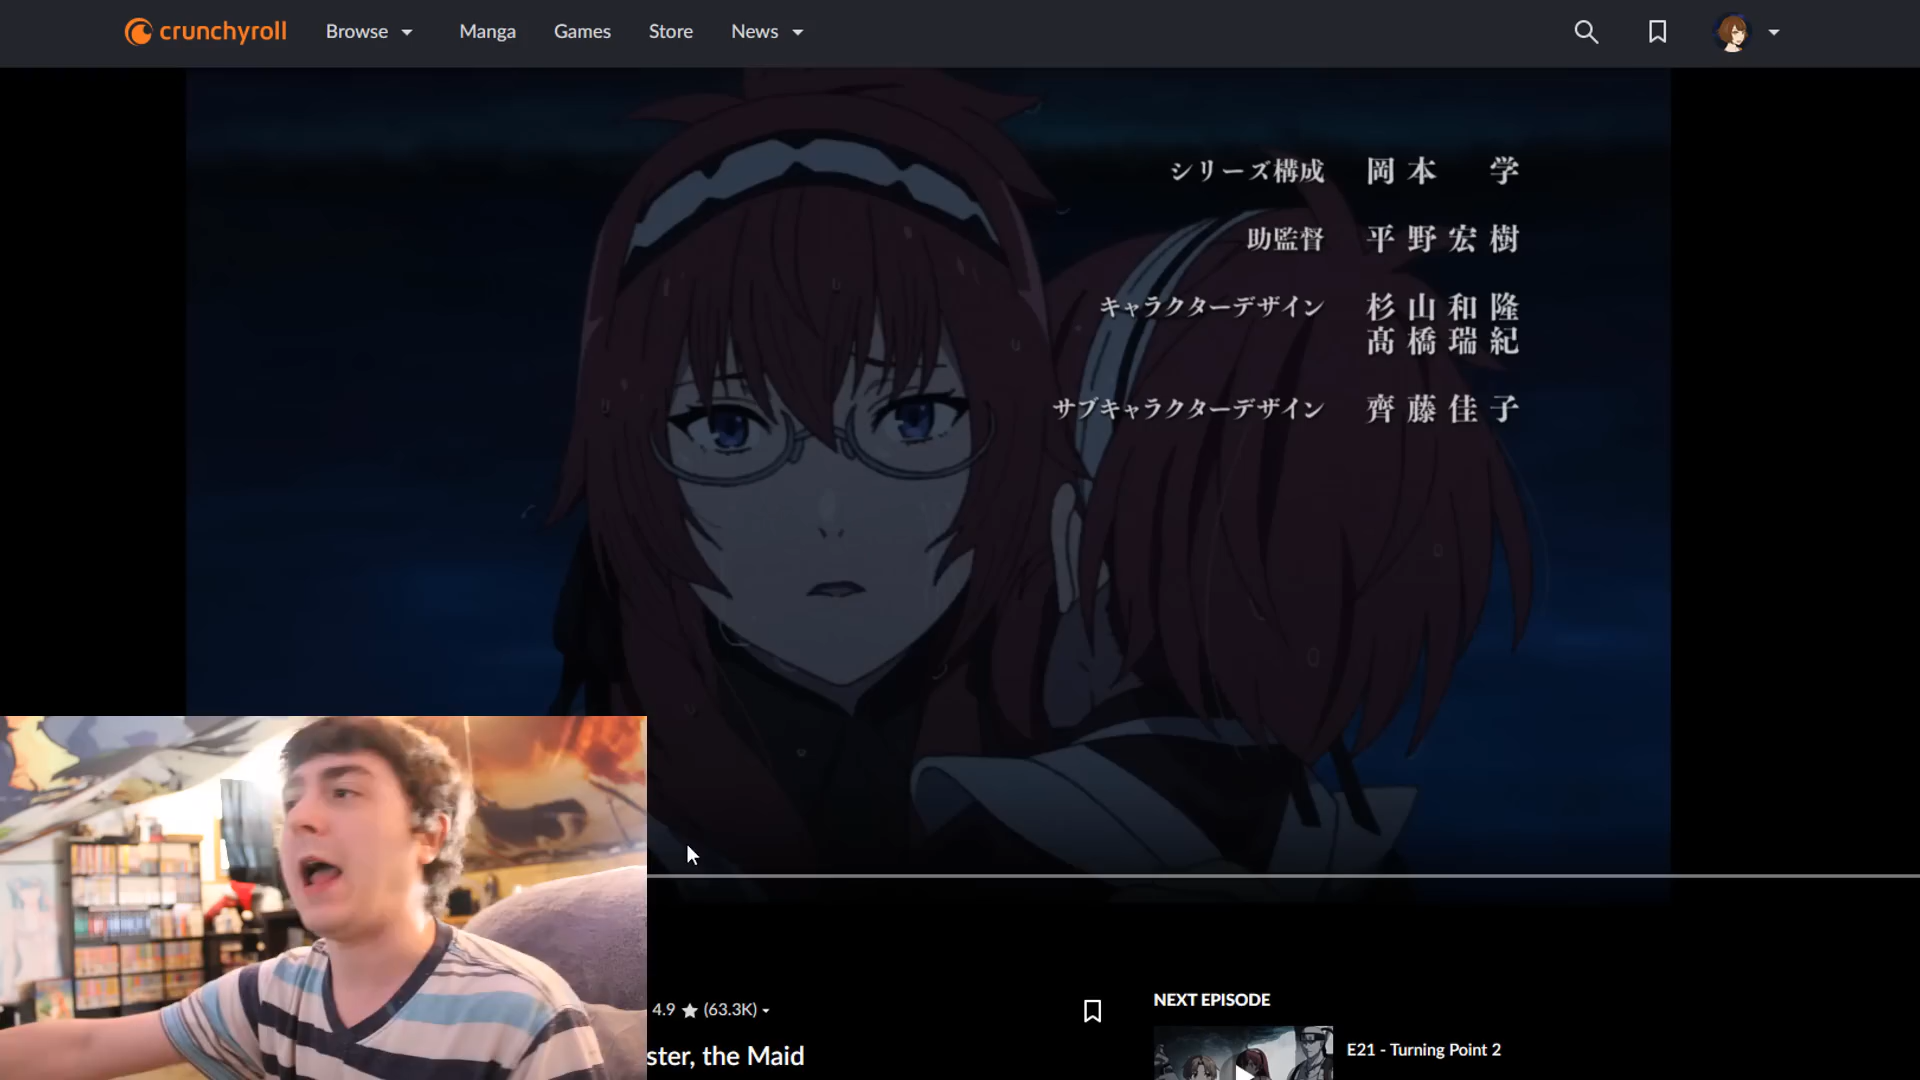 crunchyroll Browse Manga Games Store News
シリーズ構成 岡本 学
助監督 平野宏樹
キャラクターデザイン 杉山和隆
髙橋瑞紀
サブキャラクターデザイン 齊藤佳子
4.9 ★ (63.3K)
ster, the Maid
NEXT EPISODE
E21 - Turning Point 2